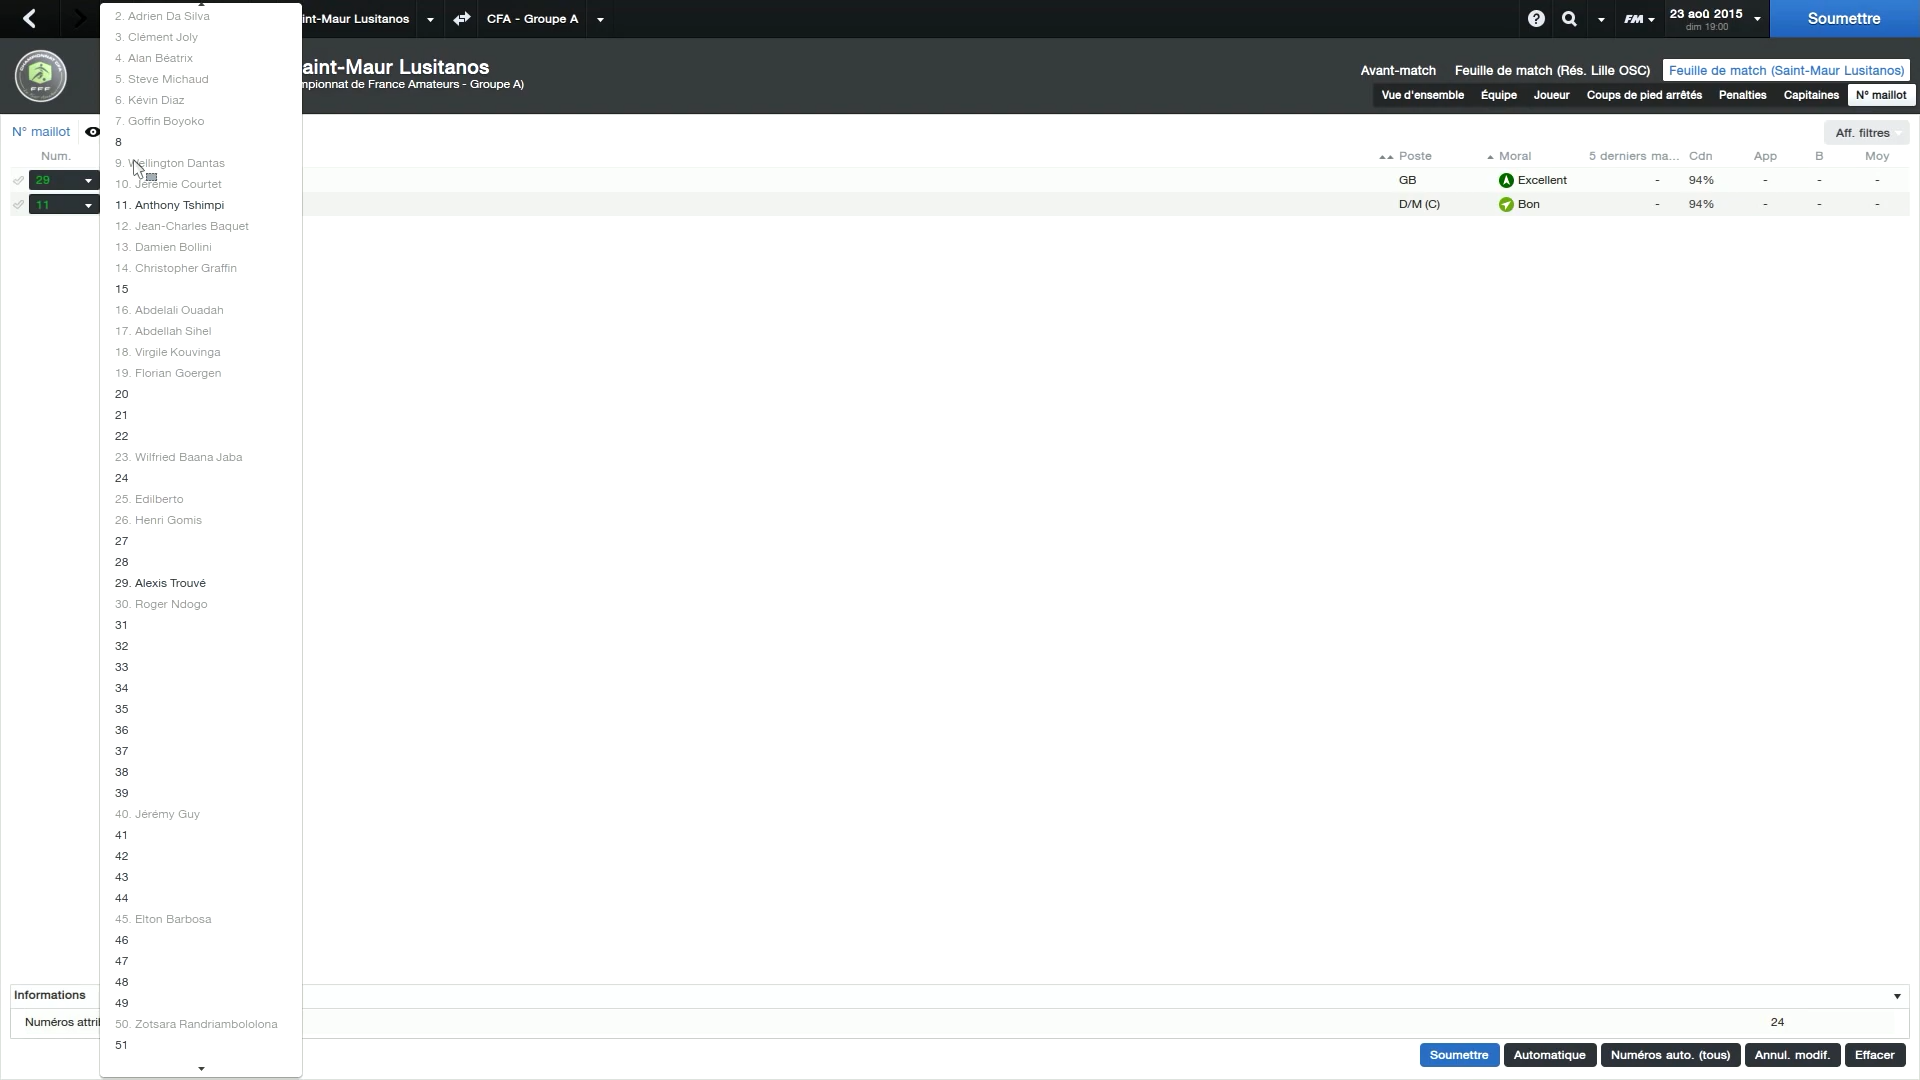 int-Maur Lusitanos
CFA - Groupe A
FM
23 aoû 2015
dim 19:00
Soumettre
aint-Maur Lusitanos
mpionnat de France Amateurs - Groupe A)
Avant-match
Feuille de match (Rés. Lille OSC)
Feuille de match (Saint-Maur Lusitanos)
Vue d'ensemble
Équipe
Joueur
Coups de pied arrêtés
Penalties
Capitaines
N° maillot
FFF
N° maillot
Aff. filtres
Num.
Poste
Moral
5 derniers ma...
Cdn
App
B
Moy
29
GB
Excellent
-
94%
-
-
-
11
D/M (C)
Bon
-
94%
-
-
-
2. Adrien Da Silva
3. Clément Joly
4. Alan Béatrix
5. Steve Michaud
6. Kévin Diaz
7. Goffin Boyoko
8
9. Wellington Dantas
10. Jérémie Courtet
11. Anthony Tshimpi
12. Jean-Charles Baquet
13. Damien Bollini
14. Christopher Graffin
15
16. Abdelali Ouadah
17. Abdellah Sihel
18. Virgile Kouvinga
19. Florian Goergen
20
21
22
23. Wilfried Baana Jaba
24
25. Edilberto
26. Henri Gomis
27
28
29. Alexis Trouvé
30. Roger Ndogo
31
32
33
34
35
36
37
38
39
40. Jérémy Guy
41
42
43
44
45. Elton Barbosa
46
47
48
49
50. Zotsara Randriambololona
51
Informations
Numéros attri
24
Soumettre
Automatique
Numéros auto. (tous)
Annul. modif.
Effacer